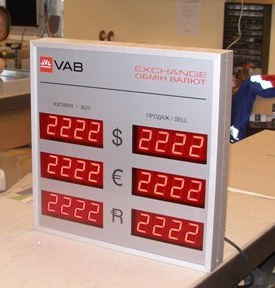 VAB
EXCHANGE
ОБМІН ВАЛЮТ
КУПІВЛЯ / BUY
ПРОДАЖ / SELL
2222 $ 2222
2222 € 2222
2222 R 2222